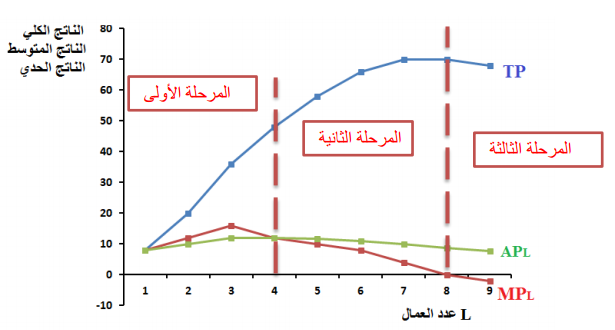 الناتج الكلي
الناتج المتوسط
الناتج الحدي
80
70
60
50
40
30
20
10
0
-10
المرحلة الأولى
المرحلة الثانية
المرحلة الثالثة
TP
APL
MPL
1 2 3 4 5 6 7 8 9
عدد العمال L